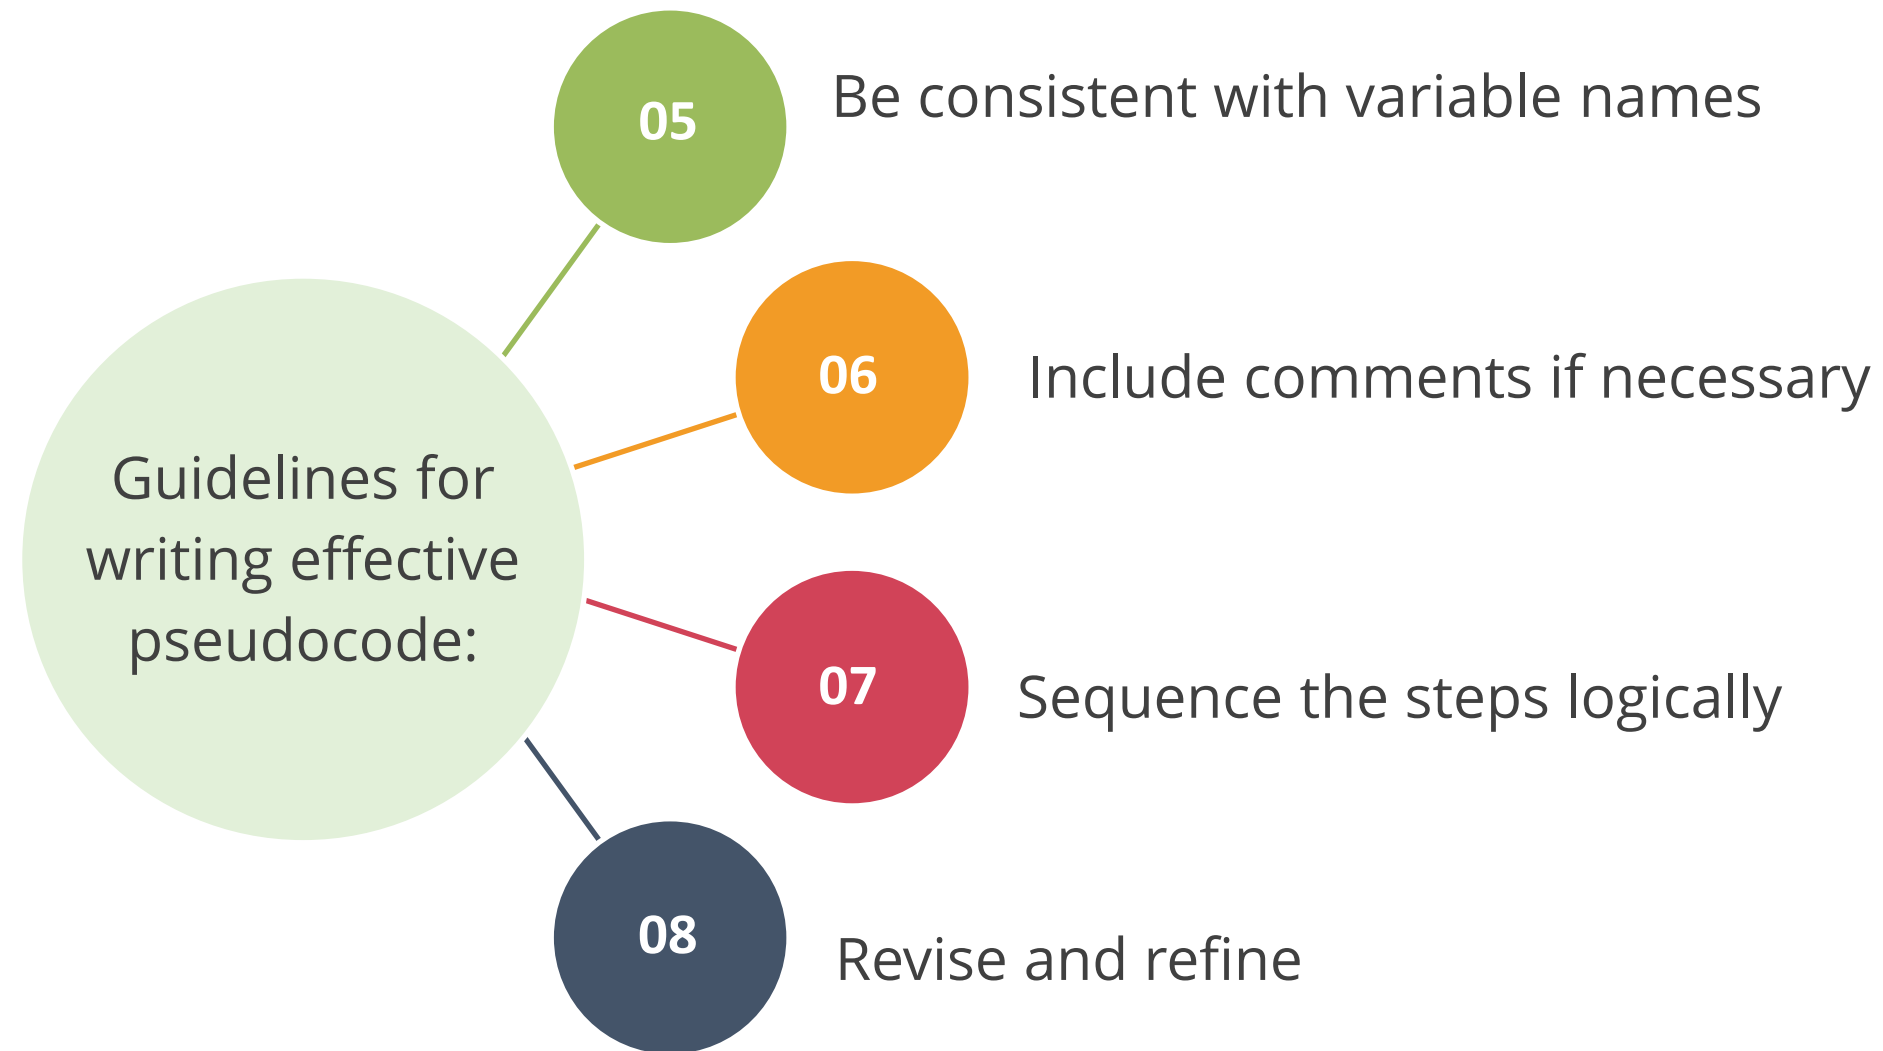 Guidelines for
writing effective
pseudocode:
05
Be consistent with variable names
06
Include comments if necessary
07
Sequence the steps logically
08
Revise and refine